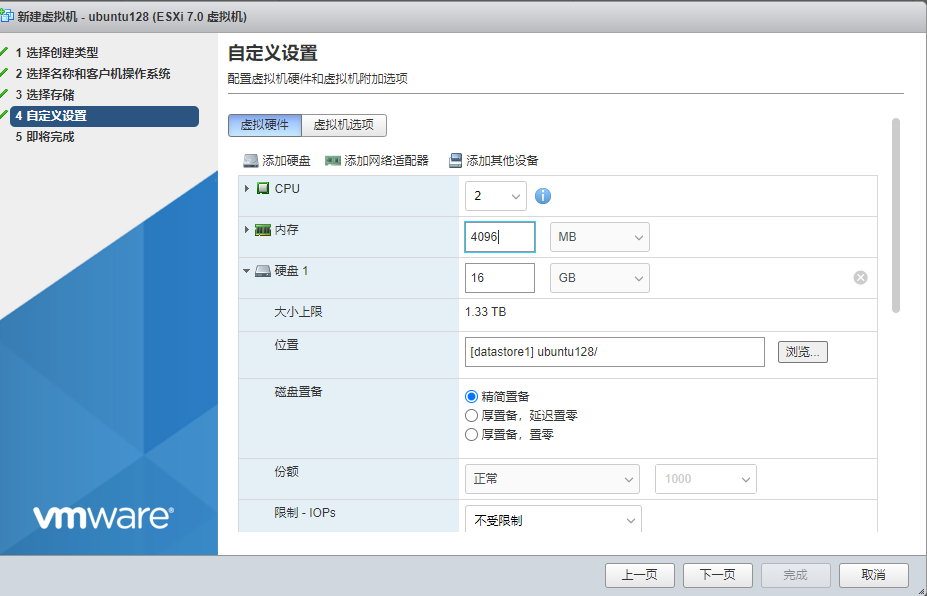 新建虚拟机 - ubuntu128 (ESXi 7.0 虚拟机)
1 选择创建类型
2 选择名称和客户机操作系统
3 选择存储
4 自定义设置
5 即将完成
自定义设置
配置虚拟机硬件和虚拟机附加选项
虚拟硬件 虚拟机选项
添加硬盘 添加网络适配器 添加其他设备
CPU 2
内存 4096 MB
硬盘 1 16 GB
大小上限 1.33 TB
位置 [datastore1] ubuntu128/ 浏览...
磁盘置备 精简置备
厚置备，延迟置零
厚置备，置零
份额 正常 1000
限制 - IOPs 不受限制
vmware®
上一页 下一页 完成 取消